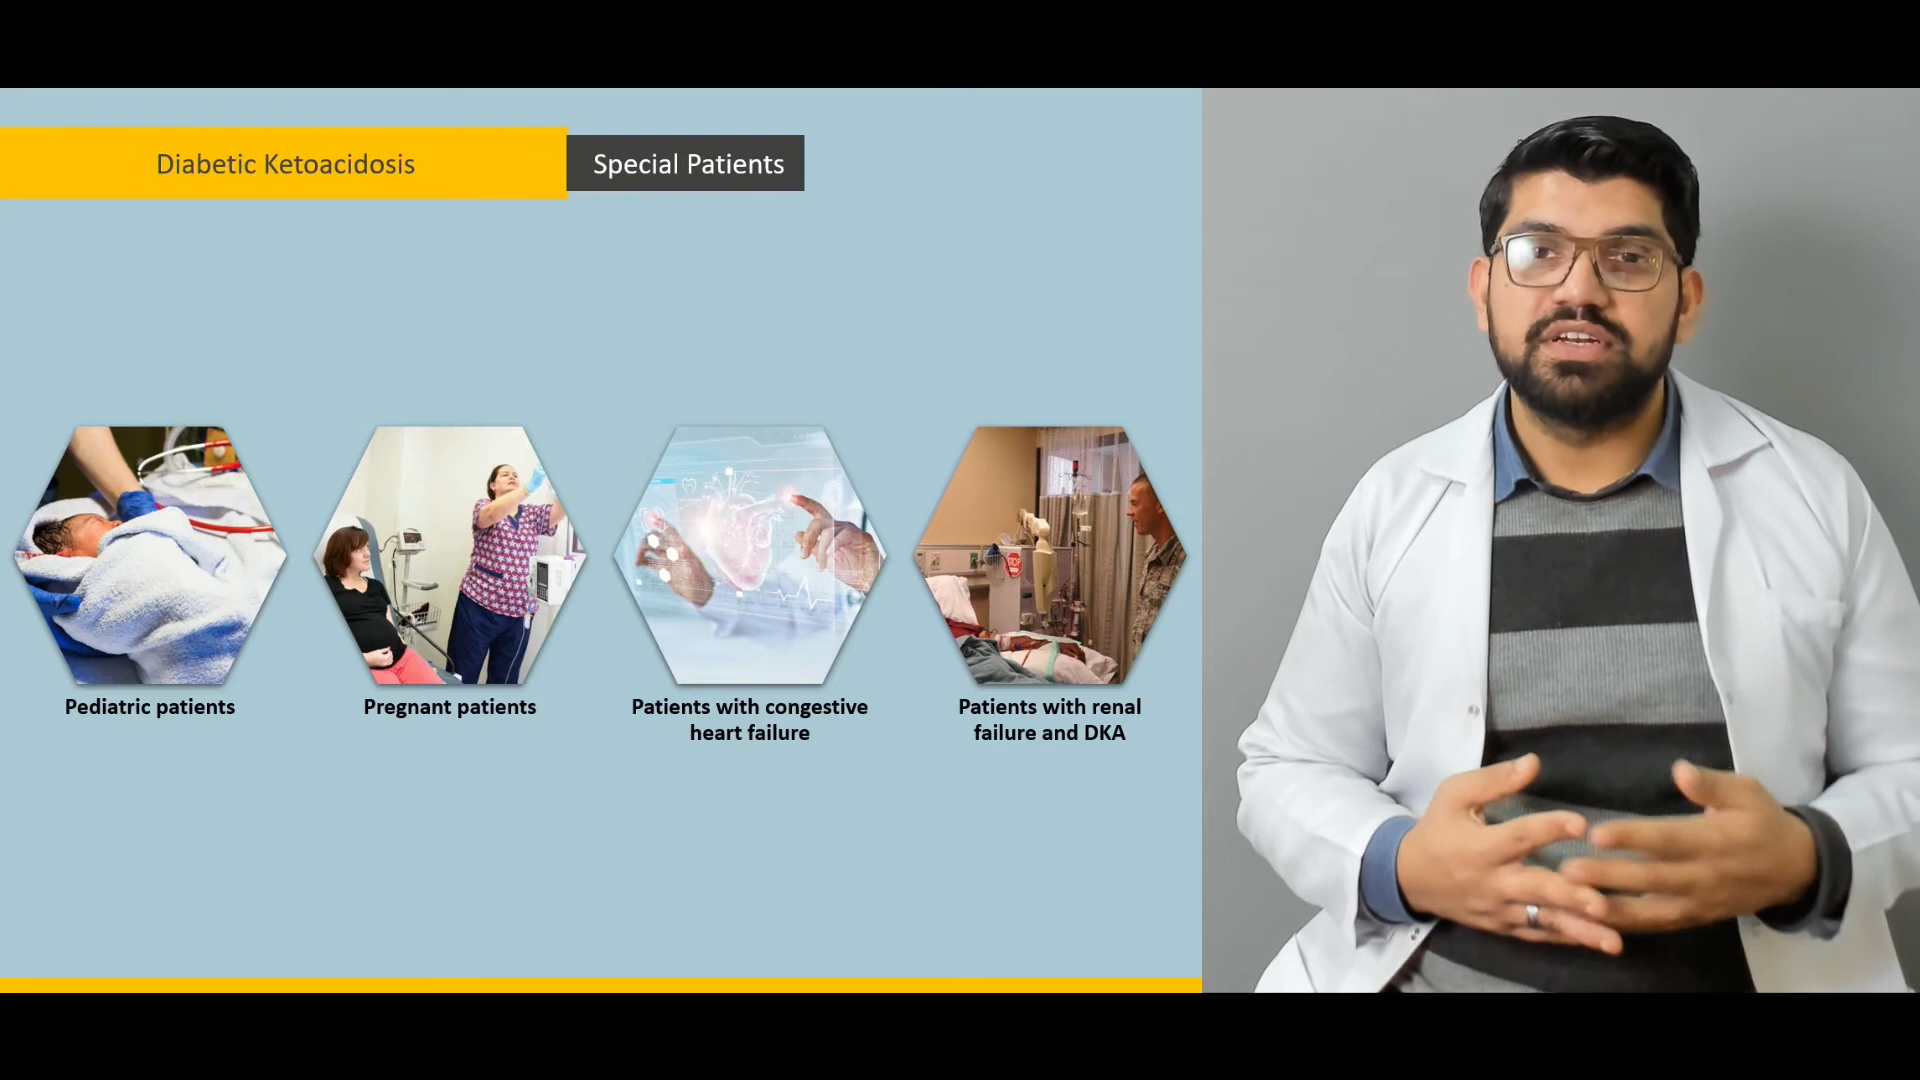 Diabetic Ketoacidosis
Special Patients
Pediatric patients
Pregnant patients
Patients with congestive
heart failure
Patients with renal
failure and DKA
STOP